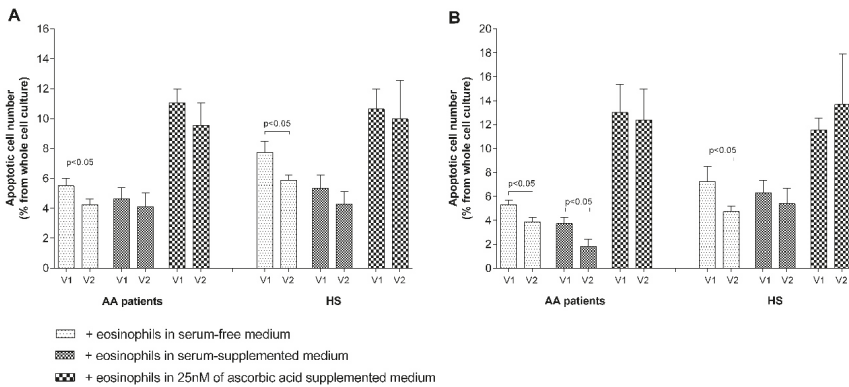 A
Apoptotic cell number
(% from whole cell culture)
16
14
12
10
8
6
4
2
0
p<0.05
p<0.05
V1 V2 V1 V2 V1 V2 V1 V2 V1 V2 V1 V2
AA patients HS
B
Apoptotic cell number
(% from whole cell culture)
20
18
16
14
12
10
8
6
4
2
0
p<0.05
p<0.05
p<0.05
V1 V2 V1 V2 V1 V2 V1 V2 V1 V2 V1 V2
AA patients HS
+ eosinophils in serum-free medium
+ eosinophils in serum-supplemented medium
+ eosinophils in 25nM of ascorbic acid supplemented medium